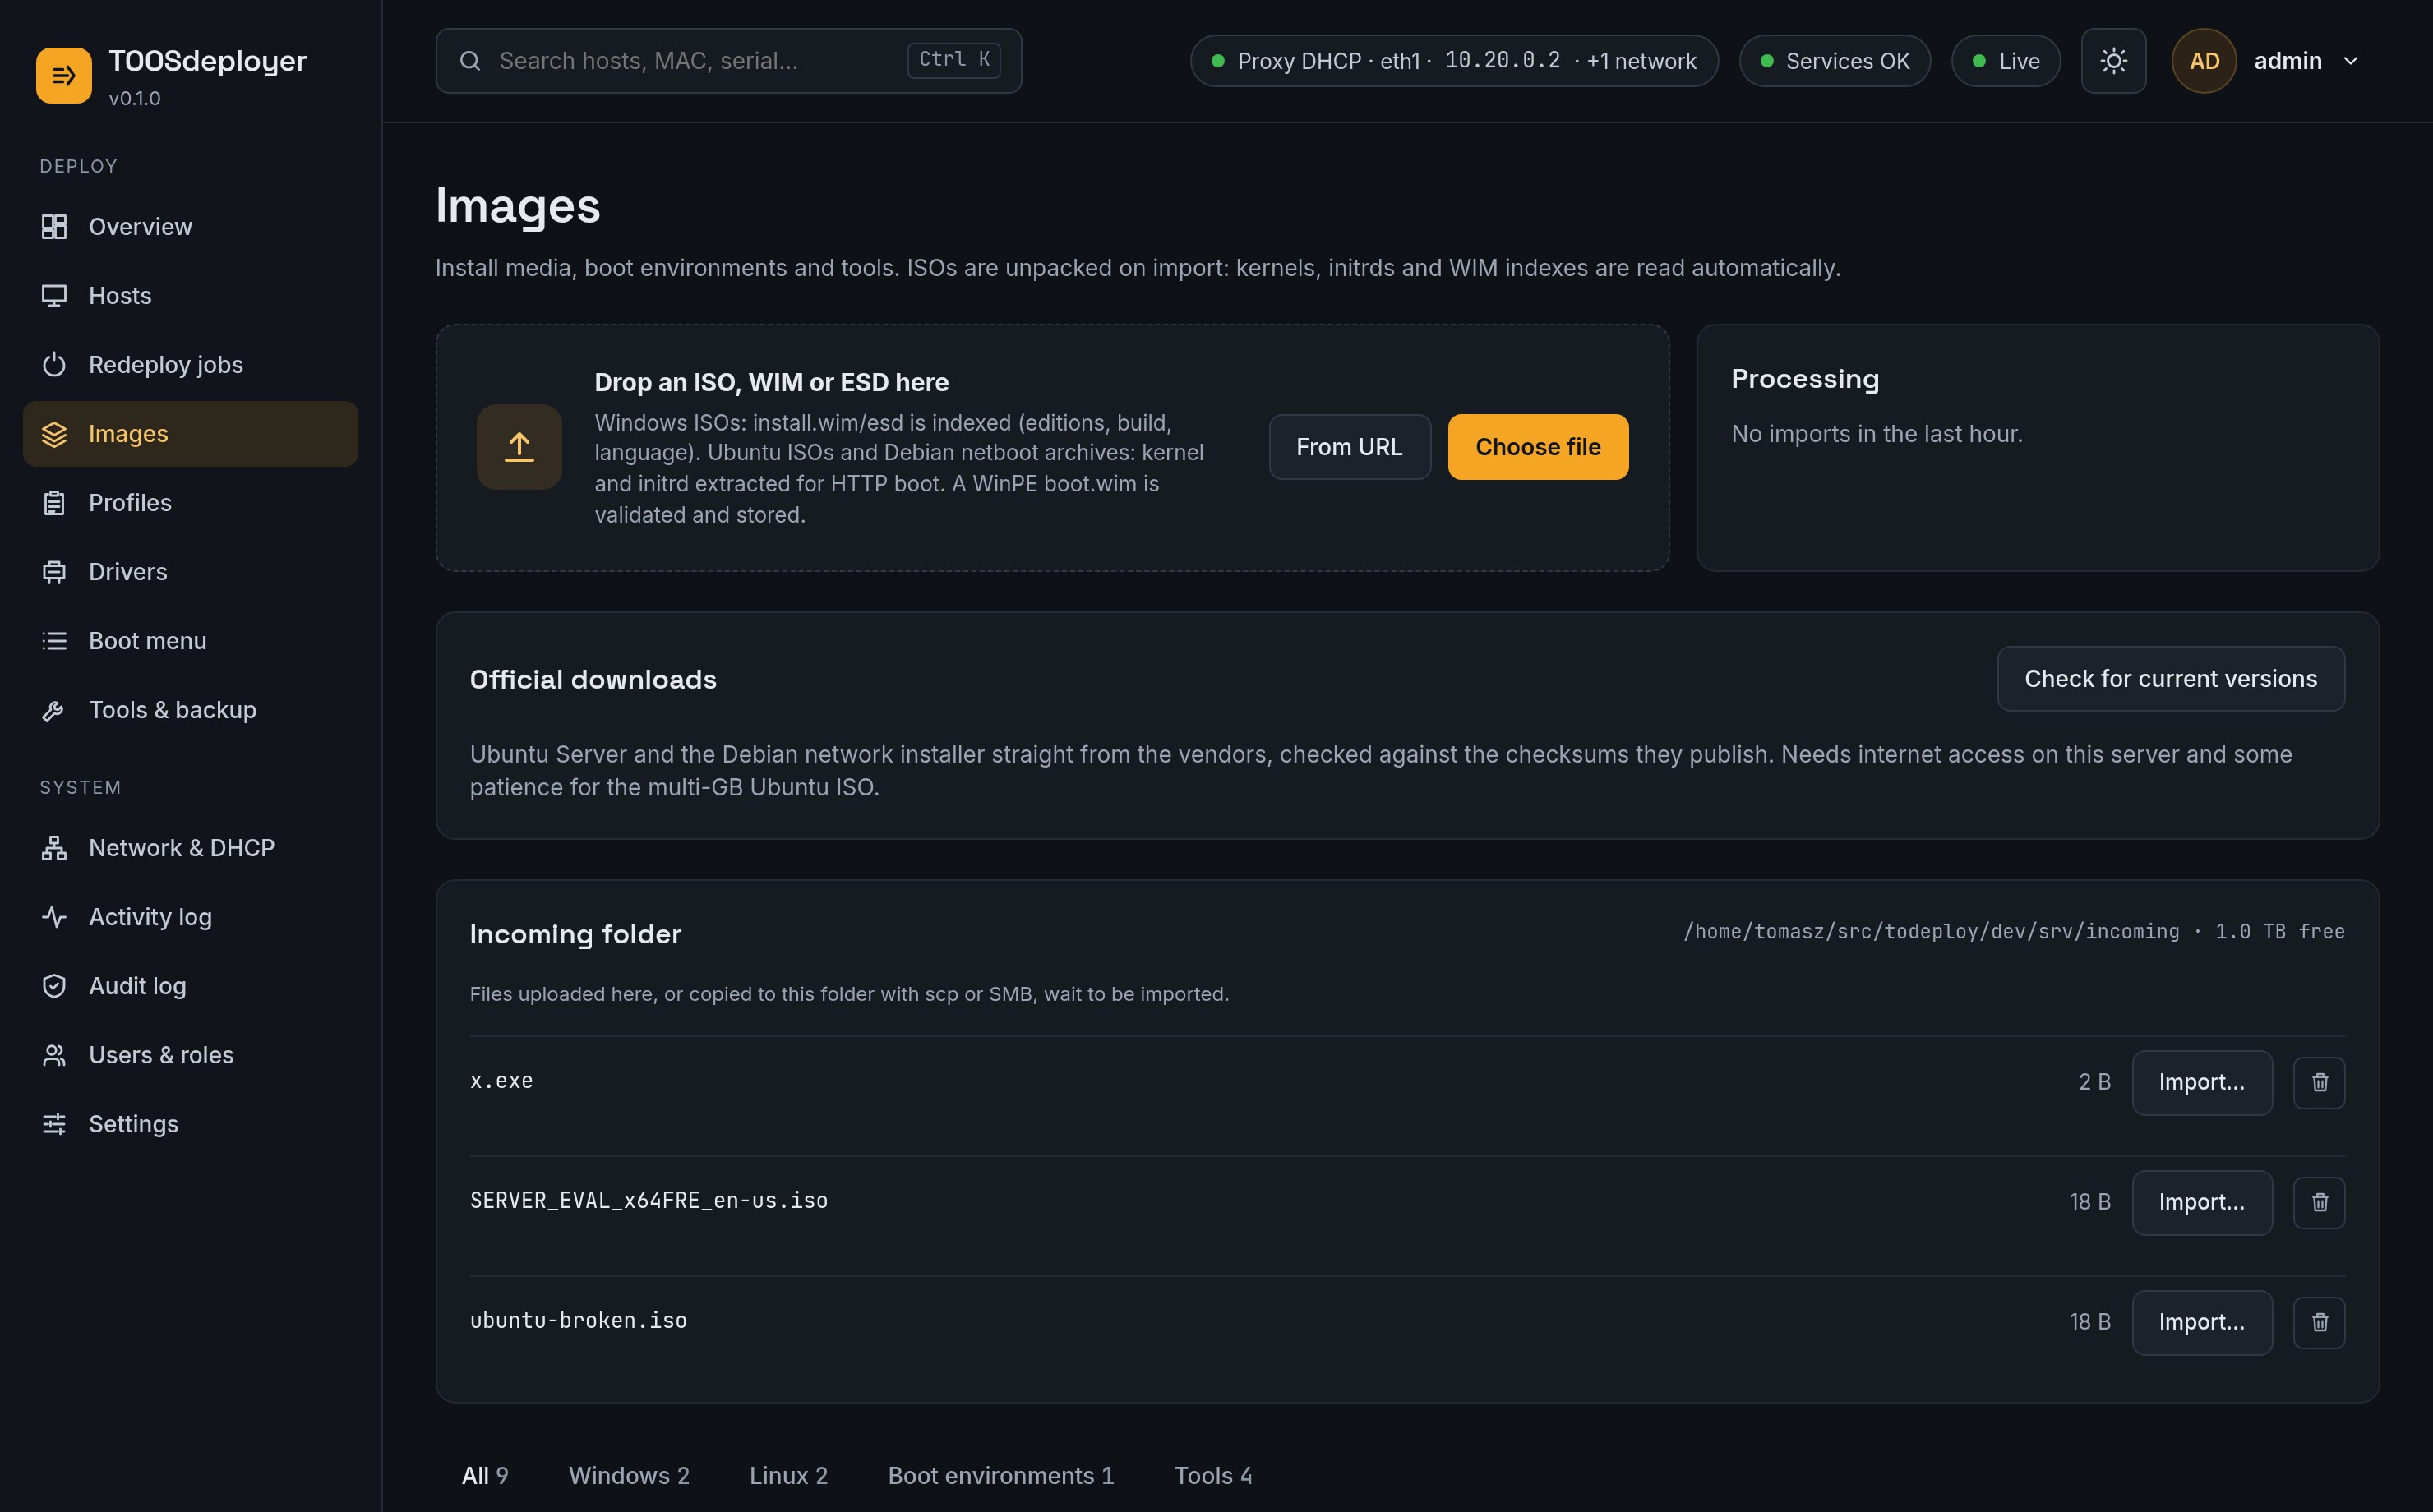 TOOSdeployer
v0.1.0
DEPLOY
Overview
Hosts
Redeploy jobs
Images
Profiles
Drivers
Boot menu
Tools & backup
SYSTEM
Network & DHCP
Activity log
Audit log
Users & roles
Settings
Search hosts, MAC, serial... Ctrl K
Proxy DHCP · eth1 · 10.20.0.2 · +1 network
Services OK
Live
AD admin
Images
Install media, boot environments and tools. ISOs are unpacked on import: kernels, initrds and WIM indexes are read automatically.
Drop an ISO, WIM or ESD here
Windows ISOs: install.wim/esd is indexed (editions, build,
language). Ubuntu ISOs and Debian netboot archives: kernel
and initrd extracted for HTTP boot. A WinPE boot.wim is
validated and stored.
From URL
Choose file
Processing
No imports in the last hour.
Official downloads
Check for current versions
Ubuntu Server and the Debian network installer straight from the vendors, checked against the checksums they publish. Needs internet access on this server and some
patience for the multi-GB Ubuntu ISO.
Incoming folder
/home/tomasz/src/todeploy/dev/srv/incoming · 1.0 TB free
Files uploaded here, or copied to this folder with scp or SMB, wait to be imported.
x.exe 2 B Import...
SERVER_EVAL_x64FRE_en-us.iso 18 B Import...
ubuntu-broken.iso 18 B Import...
All 9 Windows 2 Linux 2 Boot environments 1 Tools 4